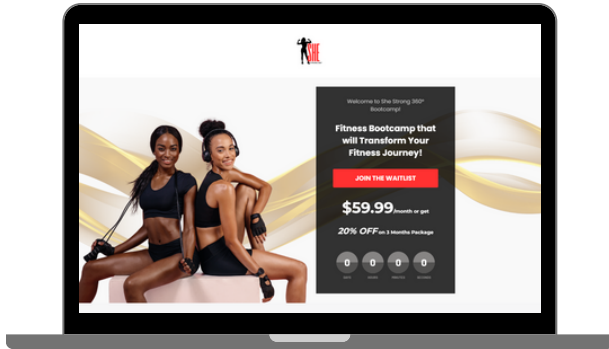 SHE
Welcome to She Strong 360°
Bootcamp!
Fitness Bootcamp that
will Transform Your
Fitness Journey!
JOIN THE WAITLIST
$59.99/month or get
20% OFF on 3 Months Package
0 0 0 0